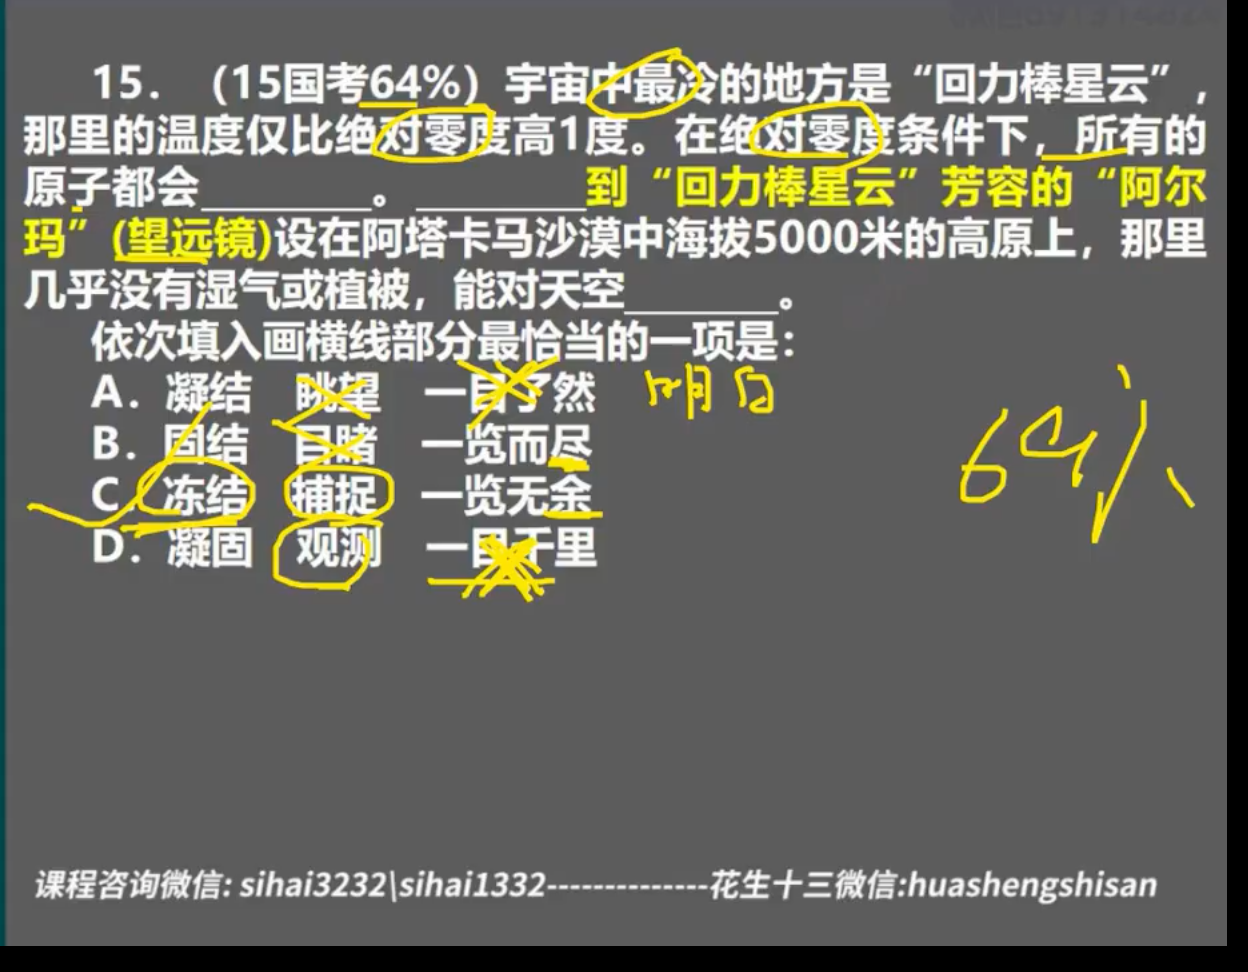 15. （15国考64%）宇宙中最冷的地方是“回力棒星云”，
那里的温度仅比绝对零度高1度。在绝对零度条件下，所有的
原子都会________。________到“回力棒星云”芳容的“阿尔
玛”(望远镜)设在阿塔卡马沙漠中海拔5000米的高原上，那里
几乎没有湿气或植被，能对天空________。
依次填入画横线部分最恰当的一项是：
A. 凝结 眺望 一目了然 明白
B. 固结 目睹 一览而尽
C. 冻结 捕捉 一览无余
D. 凝固 观测 一目千里
64%
课程咨询微信: sihai3232\sihai1332--------------花生十三微信:huashengshisan